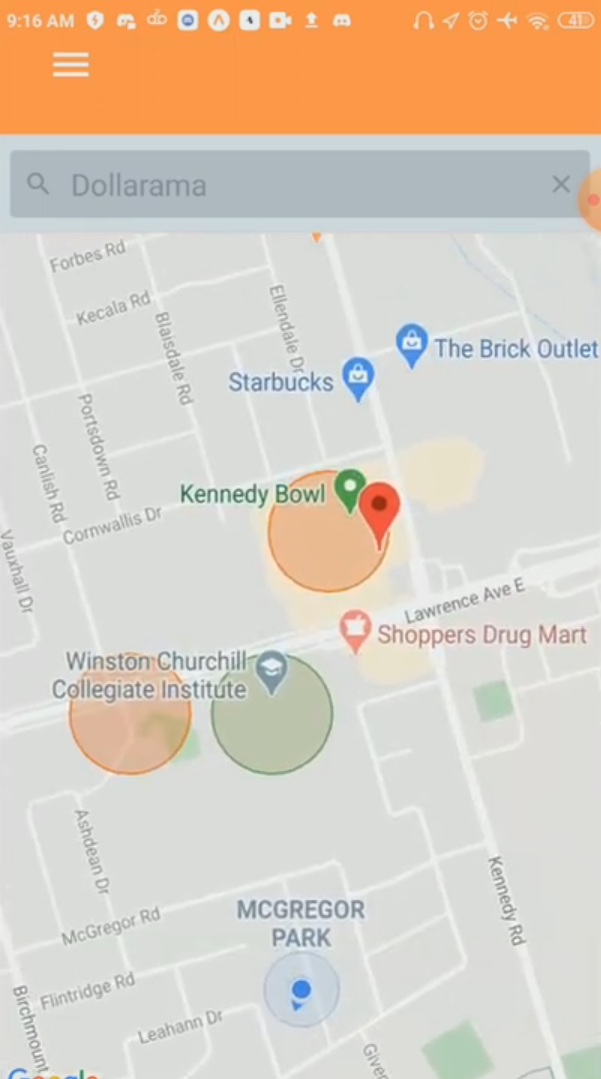 9:16 AM
41
Dollarama
Forbes Rd
Kecala Rd
Ellendale Dr
Blaisdale Rd
The Brick Outlet
Starbucks
Portsdown Rd
Canlish Rd
Kennedy Bowl
Cornwallis Dr
Vauxhall Dr
Lawrence Ave E
Shoppers Drug Mart
Winston Churchill
Collegiate Institute
Ashdean Dr
Kennedy Rd
MCGREGOR
PARK
McGregor Rd
Flintridge Rd
Birchmount
Leahann Dr
Given
Google